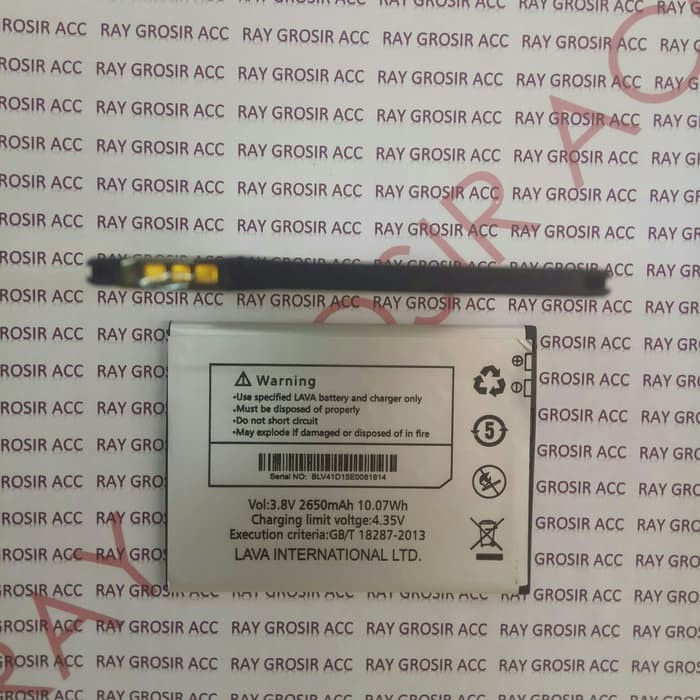 RAY GROSIR ACC
⚠ Warning
•Use specified LAVA battery and charger only
•Must be disposed of properly
•Do not short circuit
•May explode if damaged or disposed of in fire
Serial NO: BLV41D15E0081814
Vol:3.8V 2650mAh 10.07Wh
Charging limit voltge:4.35V
Execution criteria:GB/T 18287-2013
LAVA INTERNATIONAL LTD.
5